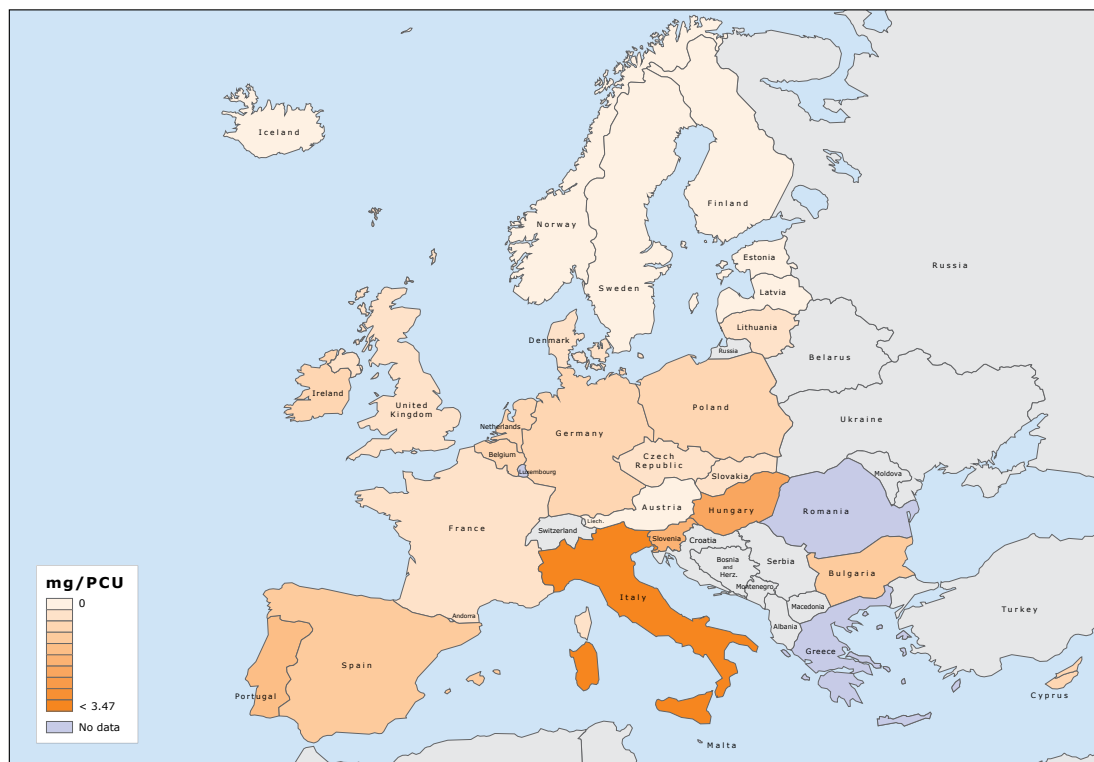 Iceland
Finland
Norway
Estonia
Russia
Sweden
Latvia
Lithuania
Denmark
Russia
Belarus
Ireland
United
Kingdom
Poland
Ukraine
Netherlands
Germany
Belgium
Czech
Republic
Luxembourg
Slovakia
Moldova
Austria
Hungary
Romania
Liech.
France
Switzerland
Slovenia
Croatia
Bosnia
and
Herz.
Serbia
Bulgaria
mg/PCU
0
Montenegro
Italy
Macedonia
Turkey
Andorra
Albania
Greece
Spain
Portugal
Cyprus
< 3.47
No data
Malta